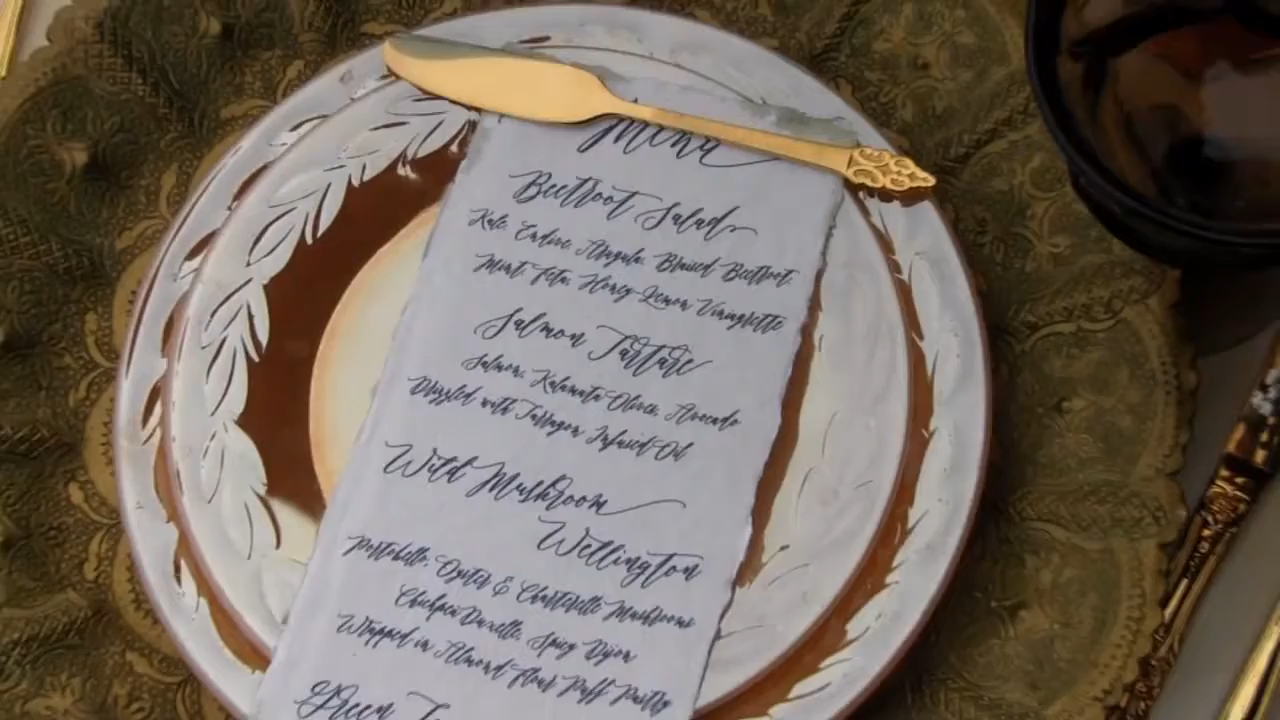 Menu
Beetroot Salad
Kale, Endive, Arugula, Braised Beetroot,
Mint, Feta, Honey-Lemon Vinaigrette
Salmon Tartare
Salmon, Kalamata Olives, Avocado
Drizzled with Tarragon Infused Oil
Wild Mushroom
Wellington
Portobello, Oyster & Chanterelle Mushrooms
Chickpea Duxelle, Spicy Dijon
Wrapped in Almond Flour Puff Pastry
Green